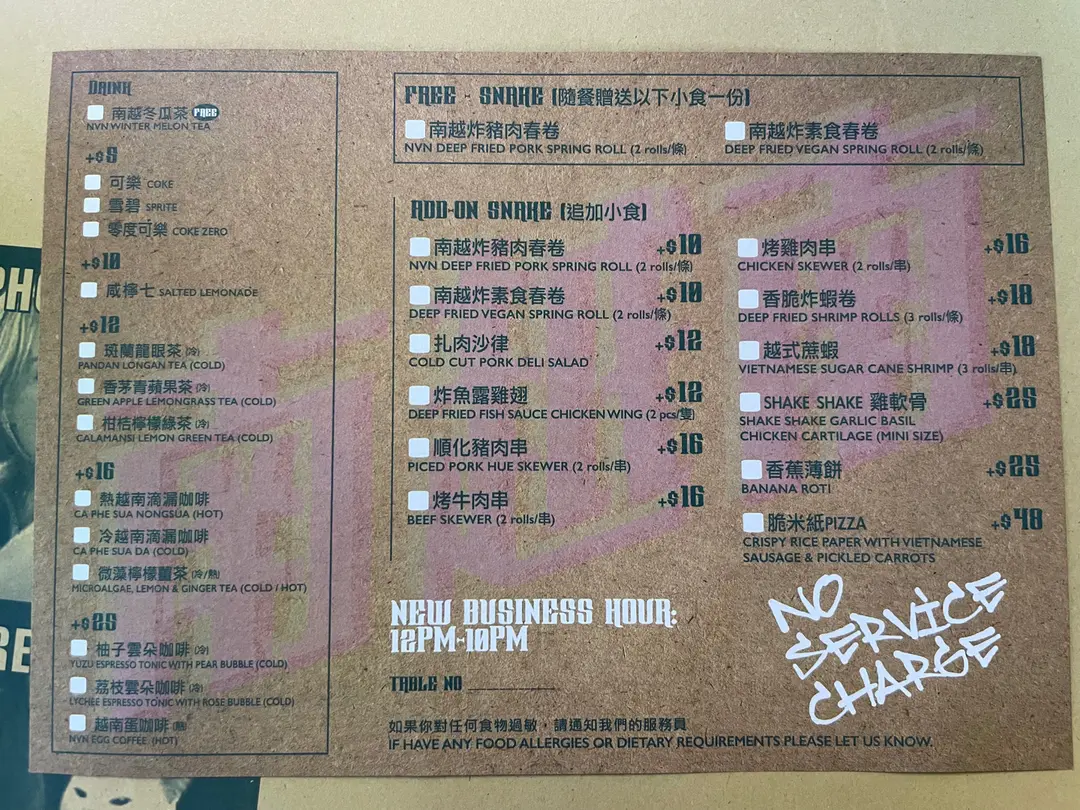 DRINK
南越冬瓜茶 FREE
NVN WINTER MELON TEA
+$9
可樂 COKE
雪碧 SPRITE
零度可樂 COKE ZERO
+$10
咸檸七 SALTED LEMONADE
+$12
斑蘭龍眼茶 (冷)
PANDAN LONGAN TEA (COLD)
香茅青蘋果茶 (冷)
GREEN APPLE LEMONGRASS TEA (COLD)
柑桔檸檬綠茶 (冷)
CALAMANSI LEMON GREEN TEA (COLD)
+$16
熱越南滴漏咖啡
CA PHE SUA NONGSUA (HOT)
冷越南滴漏咖啡
CA PHE SUA DA (COLD)
微藻檸檬薑茶 (冷/熱)
MICROALGAE, LEMON & GINGER TEA (COLD / HOT)
+$25
柚子雲朵咖啡 (冷)
YUZU ESPRESSO TONIC WITH PEAR BUBBLE (COLD)
荔枝雲朵咖啡 (冷)
LYCHEE ESPRESSO TONIC WITH ROSE BUBBLE (COLD)
越南蛋咖啡 (熱)
NVN EGG COFFEE (HOT)
FREE - SNAKE (隨餐贈送以下小食一份)
南越炸豬肉春卷
NVN DEEP FRIED PORK SPRING ROLL (2 rolls/條)
南越炸素食春卷
DEEP FRIED VEGAN SPRING ROLL (2 rolls/條)
ADD-ON SNAKE (追加小食)
南越炸豬肉春卷 +$10
NVN DEEP FRIED PORK SPRING ROLL (2 rolls/條)
南越炸素食春卷 +$10
DEEP FRIED VEGAN SPRING ROLL (2 rolls/條)
扎肉沙律 +$12
COLD CUT PORK DELI SALAD
炸魚露雞翅 +$12
DEEP FRIED FISH SAUCE CHICKEN WING (2 pcs/隻)
順化豬肉串 +$16
PICED PORK HUE SKEWER (2 rolls/串)
烤牛肉串 +$16
BEEF SKEWER (2 rolls/串)
烤雞肉串 +$16
CHICKEN SKEWER (2 rolls/串)
香脆炸蝦卷 +$18
DEEP FRIED SHRIMP ROLLS (3 rolls/條)
越式蔗蝦 +$18
VIETNAMESE SUGAR CANE SHRIMP (3 rolls/串)
SHAKE SHAKE 雞軟骨 +$25
SHAKE SHAKE GARLIC BASIL
CHICKEN CARTILAGE (MINI SIZE)
香蕉薄餅 +$25
BANANA ROTI
脆米紙PIZZA +$48
CRISPY RICE PAPER WITH VIETNAMESE
SAUSAGE & PICKLED CARROTS
NEW BUSINESS HOUR:
12PM-10PM
NO
SERVICE
CHARGE
TABLE NO
如果你對任何食物過敏，請通知我們的服務員
IF HAVE ANY FOOD ALLERGIES OR DIETARY REQUIREMENTS PLEASE LET US KNOW.